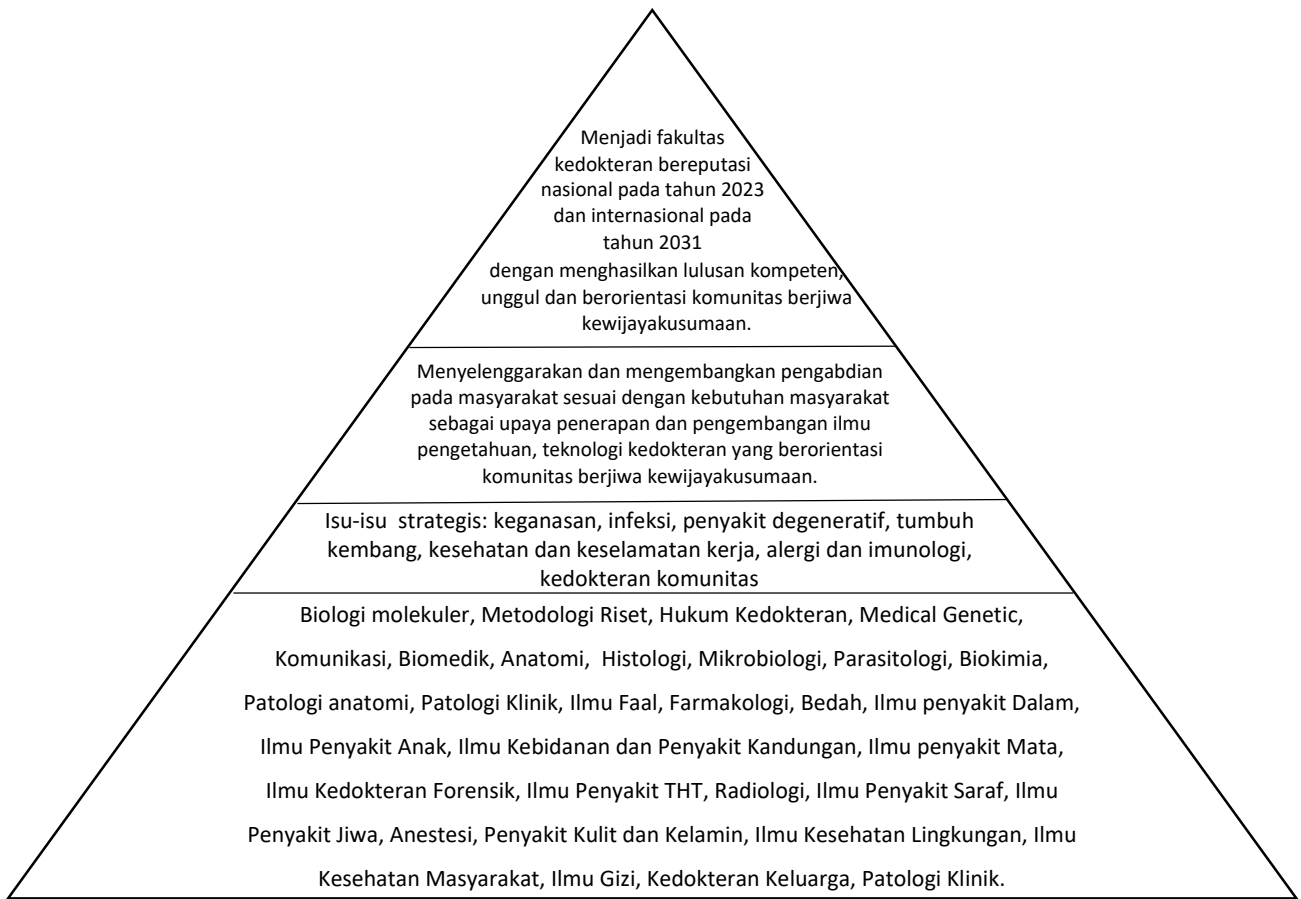 Menjadi fakultas
kedokteran bereputasi
nasional pada tahun 2023
dan internasional pada
tahun 2031
dengan menghasilkan lulusan kompeten,
unggul dan berorientasi komunitas berjiwa
kewijayakusumaan.
Menyelenggarakan dan mengembangkan pengabdian
pada masyarakat sesuai dengan kebutuhan masyarakat
sebagai upaya penerapan dan pengembangan ilmu
pengetahuan, teknologi kedokteran yang berorientasi
komunitas berjiwa kewijayakusumaan.
Isu-isu strategis: keganasan, infeksi, penyakit degeneratif, tumbuh
kembang, kesehatan dan keselamatan kerja, alergi dan imunologi,
kedokteran komunitas
Biologi molekuler, Metodologi Riset, Hukum Kedokteran, Medical Genetic,
Komunikasi, Biomedik, Anatomi, Histologi, Mikrobiologi, Parasitologi, Biokimia,
Patologi anatomi, Patologi Klinik, Ilmu Faal, Farmakologi, Bedah, Ilmu penyakit Dalam,
Ilmu Penyakit Anak, Ilmu Kebidanan dan Penyakit Kandungan, Ilmu penyakit Mata,
Ilmu Kedokteran Forensik, Ilmu Penyakit THT, Radiologi, Ilmu Penyakit Saraf, Ilmu
Penyakit Jiwa, Anestesi, Penyakit Kulit dan Kelamin, Ilmu Kesehatan Lingkungan, Ilmu
Kesehatan Masyarakat, Ilmu Gizi, Kedokteran Keluarga, Patologi Klinik.